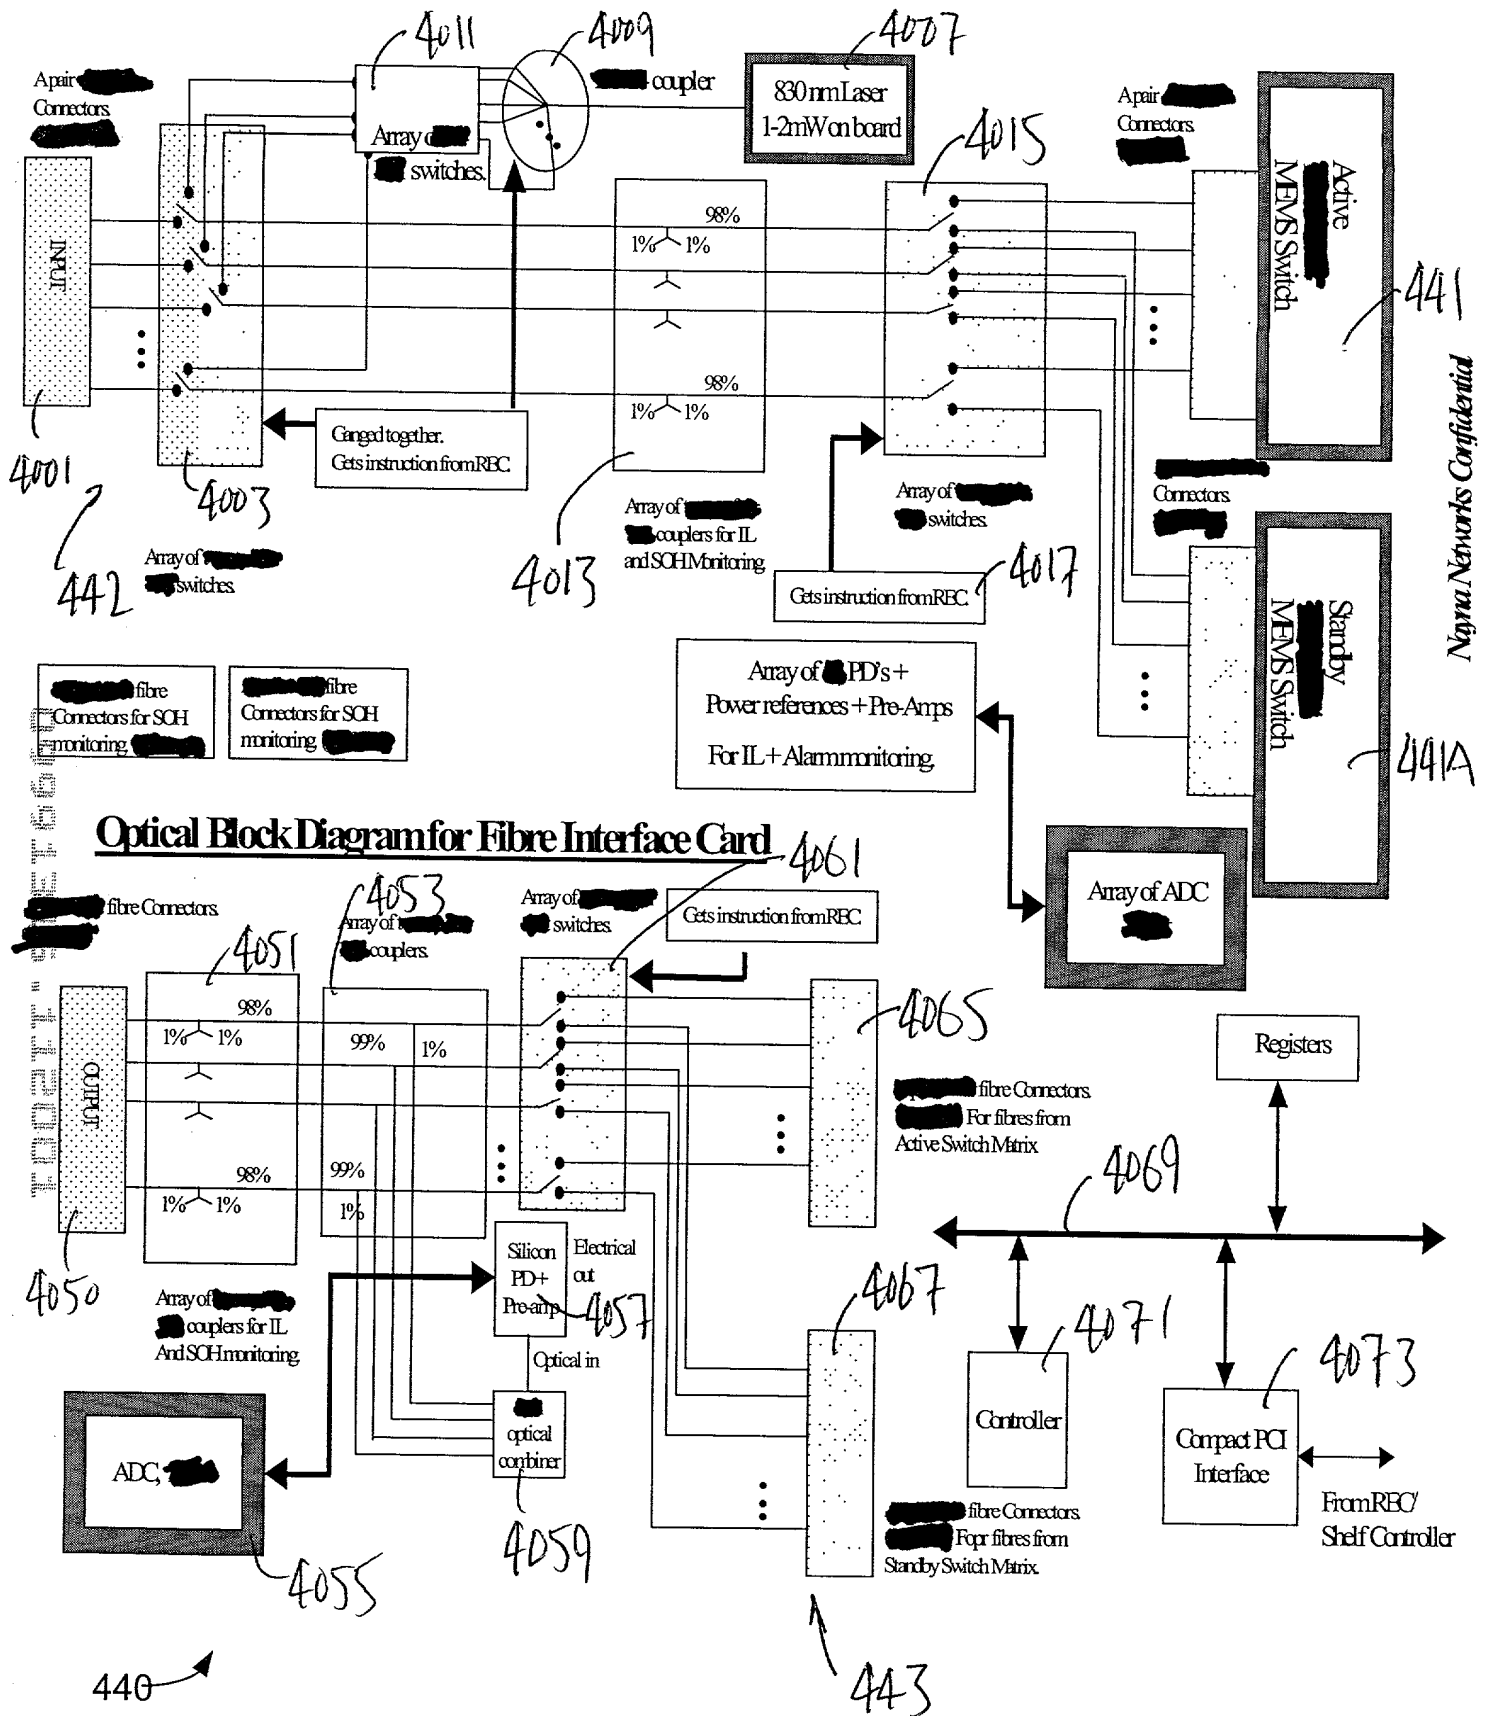 4011
4009
4007
A pair
Connectors.
coupler
830 nm Laser
1-2mW on board
Array o
switches.
4015
A pair
Connectors.
Active
MEMS Switch
INPUT
98%
1% 1%
441
98%
1% 1%
Ganged together.
Gets instruction from REC.
4001
4003
442
Array of
switches.
4013
Array of
couplers for IL
and SOH Monitoring
Array of
switches.
4017
Gets instruction from REC.
Connectors.
Standby
MEMS Switch
441A
Nayna Networks Confidential
fibre
Connectors for SOH
monitoring
fibre
Connectors for SOH
monitoring
Array of PD's +
Power references + Pre-Amps
For IL + Alarm monitoring.
Array of ADC
Optical Block Diagram for Fibre Interface Card
4061
fibre Connectors.
4051
4053
Array of
couplers.
Array of
switches.
Gets instruction from REC
OUTPUT
98%
1% 1%
99%
1%
98%
1% 1%
99%
1%
4050
Array of
couplers for IL
And SOH monitoring.
Silicon
PD +
Pre-amp
Electrical
out
4057
Optical in
optical
combiner
4059
ADC,
4055
4065
fibre Connectors.
For fibres from
Active Switch Matrix
4067
fibre Connectors.
Fopr fibres from
Standby Switch Matrix.
Registers
4069
4071
Controller
4073
Compact PCI
Interface
From REC/
Shelf Controller
440
443